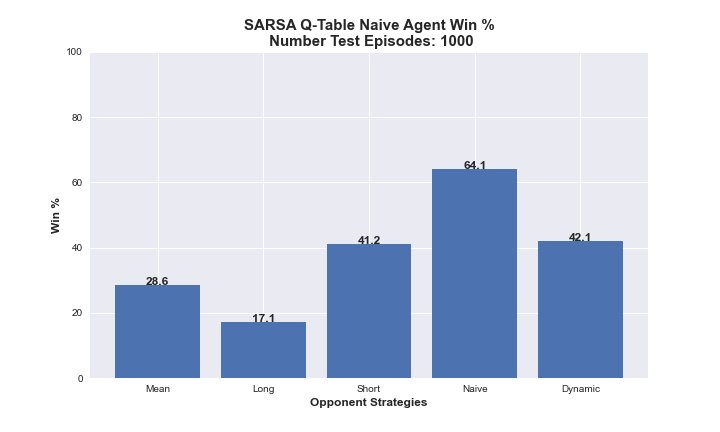 SARSA Q-Table Naive Agent Win %
Number Test Episodes: 1000
100
80
60
40
20
0
Win %
28.6
17.1
41.2
64.1
42.1
Mean Long Short Naive Dynamic
Opponent Strategies